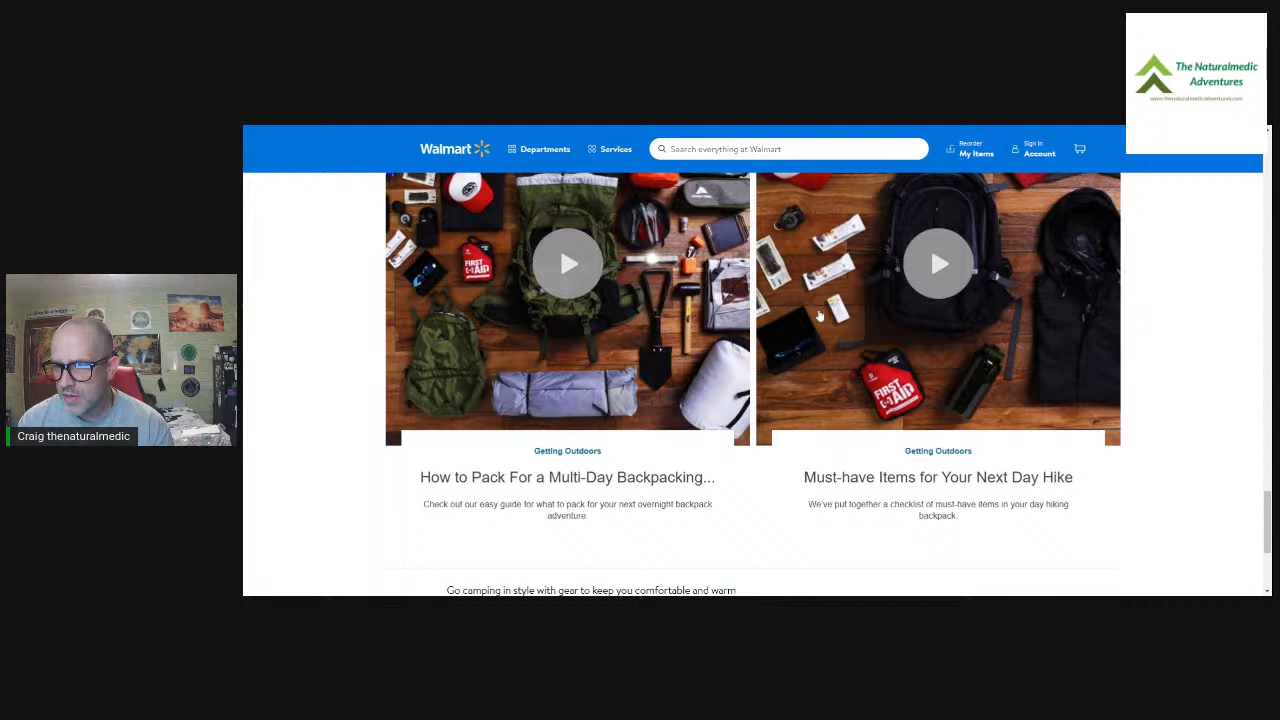 The Naturalmedic
Adventures
www.thenaturalmedicadventures.com
Walmart
Departments
Services
Search everything at Walmart
Reorder
My Items
Sign In
Account
FIRST
AID
FIRST
AID
Getting Outdoors
How to Pack For a Multi-Day Backpacking...
Check out our easy guide for what to pack for your next overnight backpack
adventure.
Getting Outdoors
Must-have Items for Your Next Day Hike
We've put together a checklist of must-have items in your day hiking
backpack.
Go camping in style with gear to keep you comfortable and warm
Craig thenaturalmedic